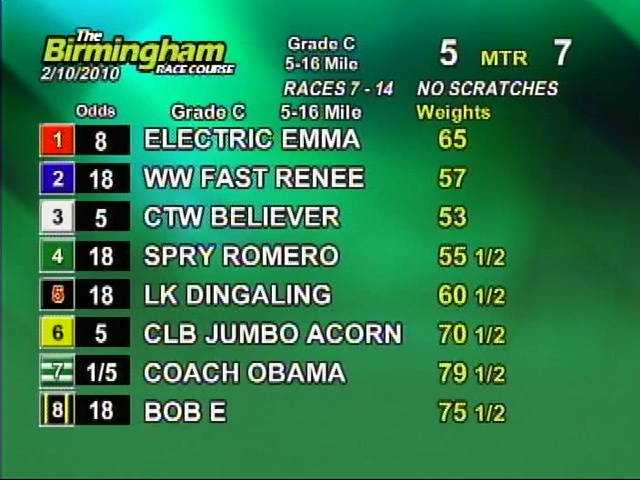 The
Birmingham
RACE COURSE
2/10/2010
Grade C
5-16 Mile
5 MTR 7
RACES 7 - 14 NO SCRATCHES
Odds Grade C 5-16 Mile Weights
1 8 ELECTRIC EMMA 65
2 18 WW FAST RENEE 57
3 5 CTW BELIEVER 53
4 18 SPRY ROMERO 55 1/2
5 18 LK DINGALING 60 1/2
6 5 CLB JUMBO ACORN 70 1/2
7 1/5 COACH OBAMA 79 1/2
8 18 BOB E 75 1/2